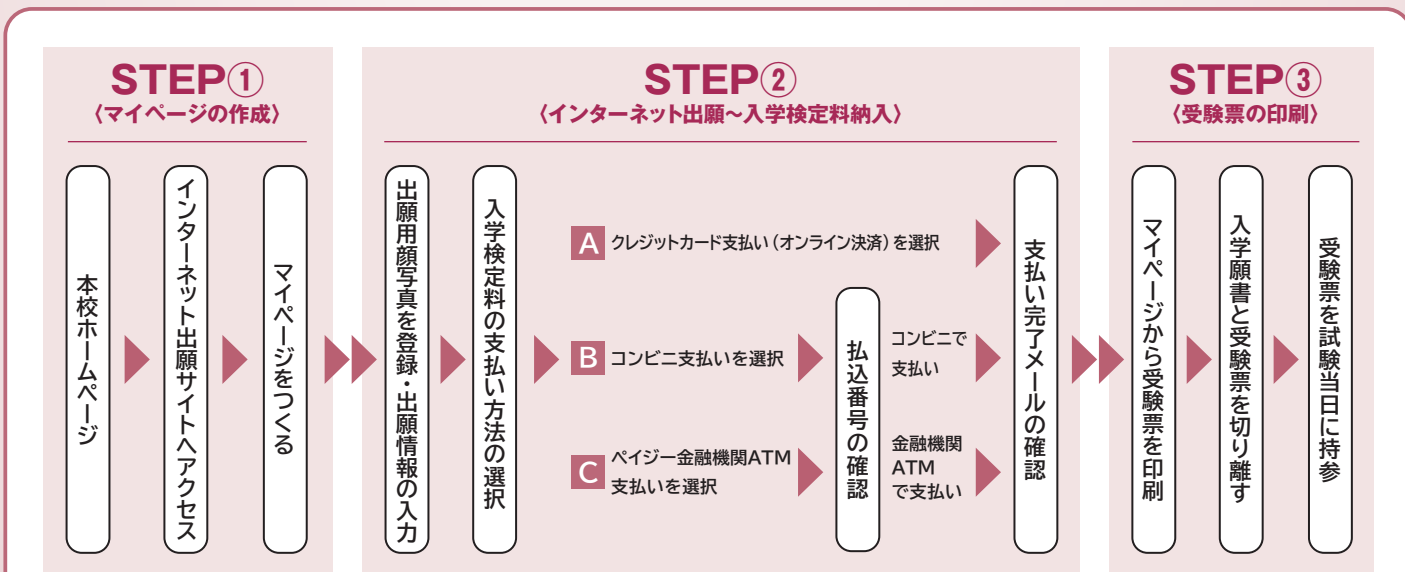 STEP①
〈マイページの作成〉
本校ホームページ
インターネット出願サイトへアクセス
マイページをつくる
STEP②
〈インターネット出願～入学検定料納入〉
出願用顔写真を登録・出願情報の入力
入学検定料の支払い方法の選択
A クレジットカード支払い（オンライン決済）を選択
B コンビニ支払いを選択
C ペイジー金融機関ATM
支払いを選択
払込番号の確認
コンビニで
支払い
金融機関
ATM
で支払い
支払い完了メールの確認
STEP③
〈受験票の印刷〉
マイページから受験票を印刷
入学願書と受験票を切り離す
受験票を試験当日に持参